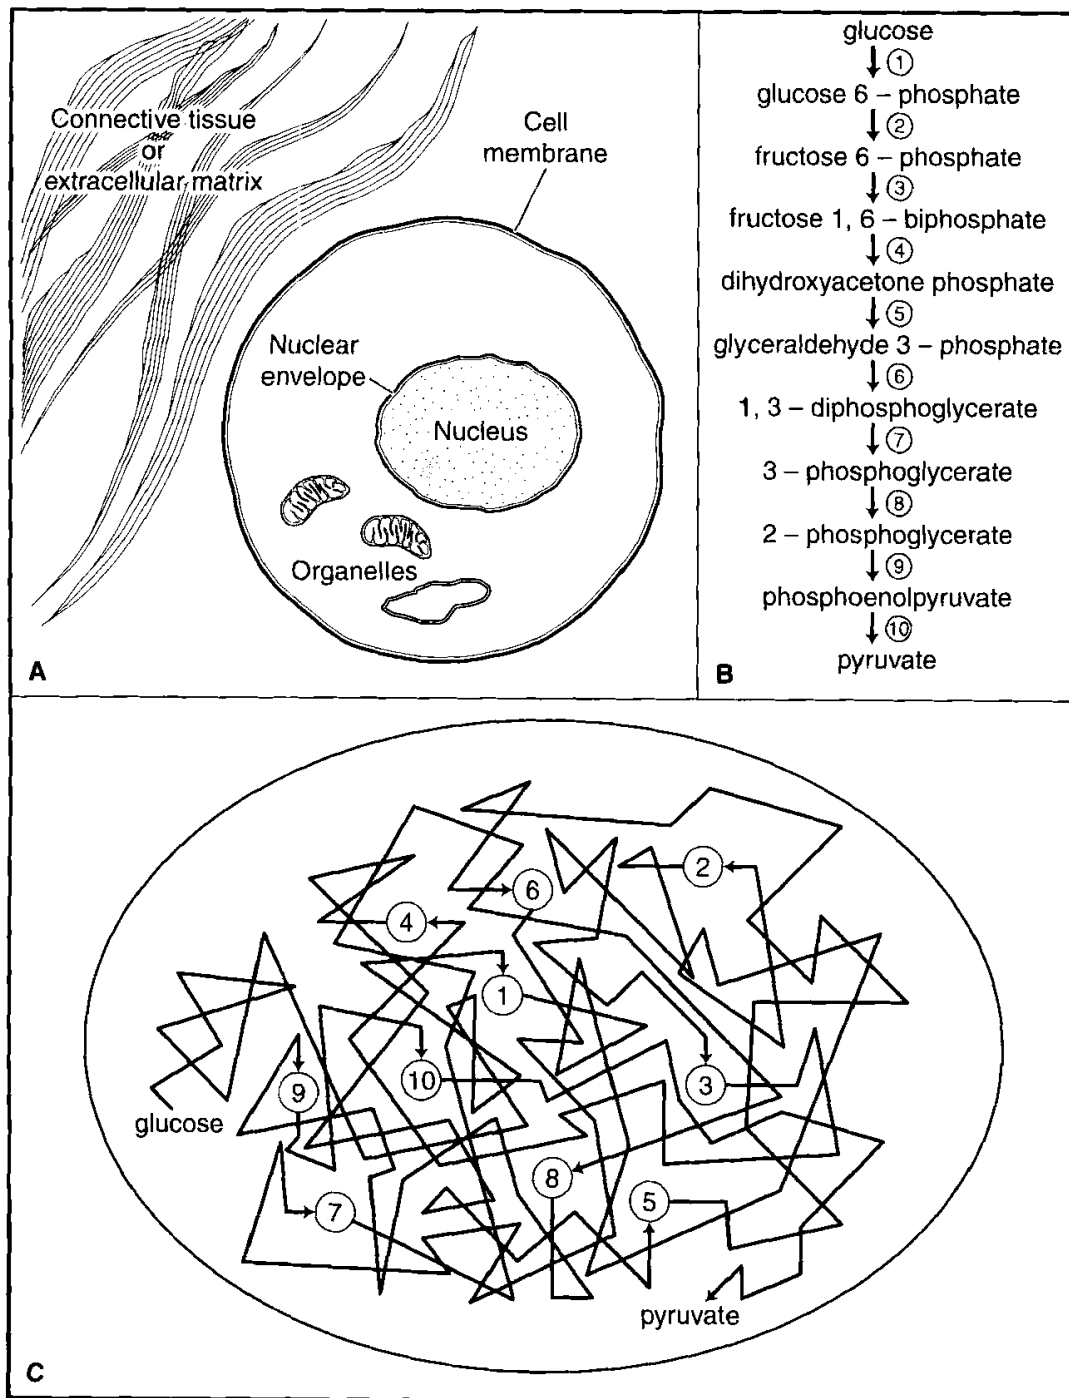 Connective tissue
or
extracellular matrix
Cell
membrane
Nuclear
envelope
Nucleus
Organelles
A
glucose
1
glucose 6 – phosphate
2
fructose 6 – phosphate
3
fructose 1, 6 – biphosphate
4
dihydroxyacetone phosphate
5
glyceraldehyde 3 – phosphate
6
1, 3 – diphosphoglycerate
7
3 – phosphoglycerate
8
2 – phosphoglycerate
9
phosphoenolpyruvate
10
pyruvate
B
2
6
4
1
3
10
9
glucose
8
5
7
pyruvate
C